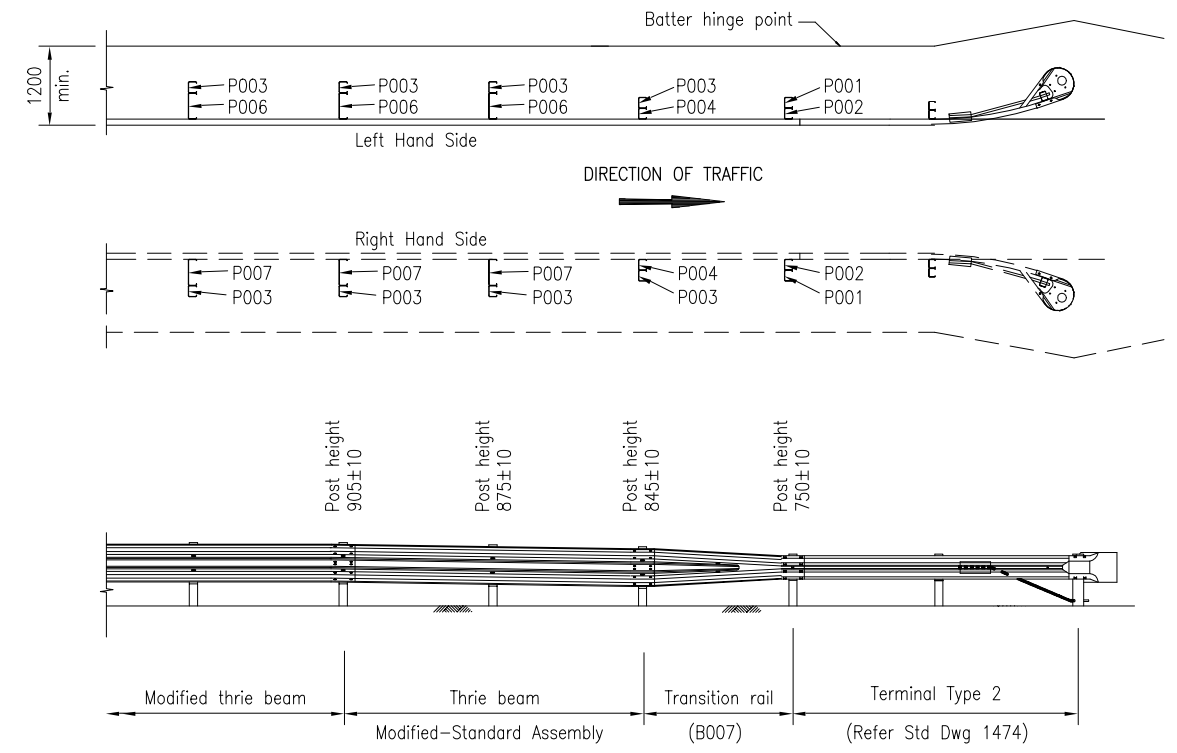 Batter hinge point
1200
min.
P003
P003
P003
P003
P001
P006
P006
P006
P004
P002
Left Hand Side
DIRECTION OF TRAFFIC
Right Hand Side
P007
P007
P007
P004
P002
P003
P003
P003
P003
P001
Post height
905±10
Post height
875±10
Post height
845±10
Post height
750±10
Modified thrie beam
Thrie beam
Modified-Standard Assembly
Transition rail
(B007)
Terminal Type 2
(Refer Std Dwg 1474)